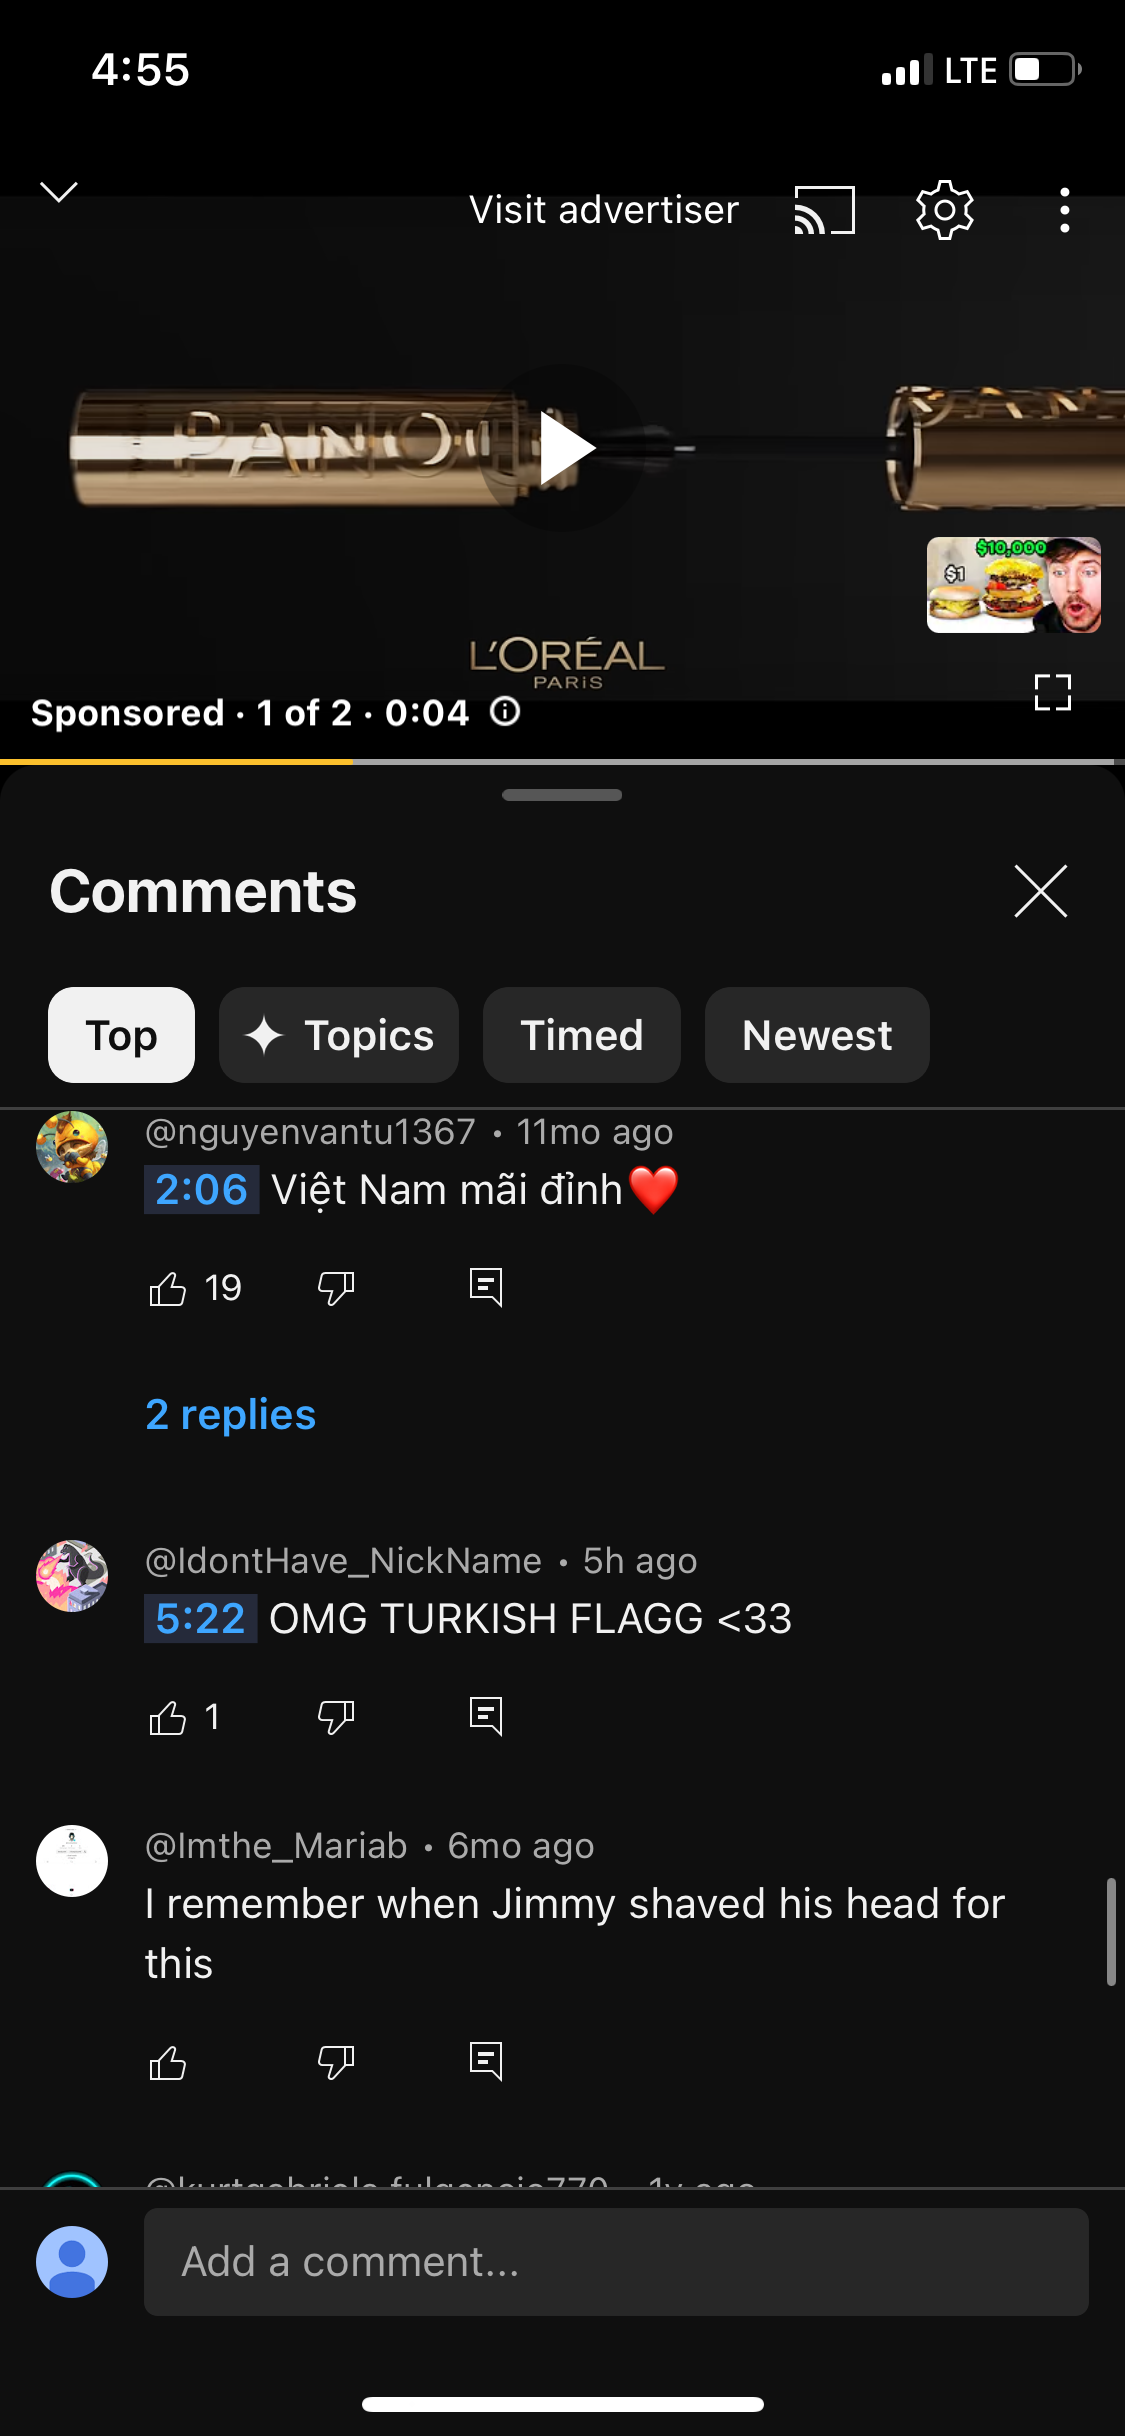 4:55
LTE
Visit advertiser
PANO
PAN
$10,000
$1
L'ORÉAL
PARIS
Sponsored · 1 of 2 · 0:04
Comments
Top
Topics
Timed
Newest
@nguyenvantu1367 • 11mo ago
2:06 Việt Nam mãi đỉnh❤️
19
2 replies
@IdontHave_NickName • 5h ago
5:22 OMG TURKISH FLAGG <33
1
@Imthe_Mariab • 6mo ago
I remember when Jimmy shaved his head for
this
Add a comment...